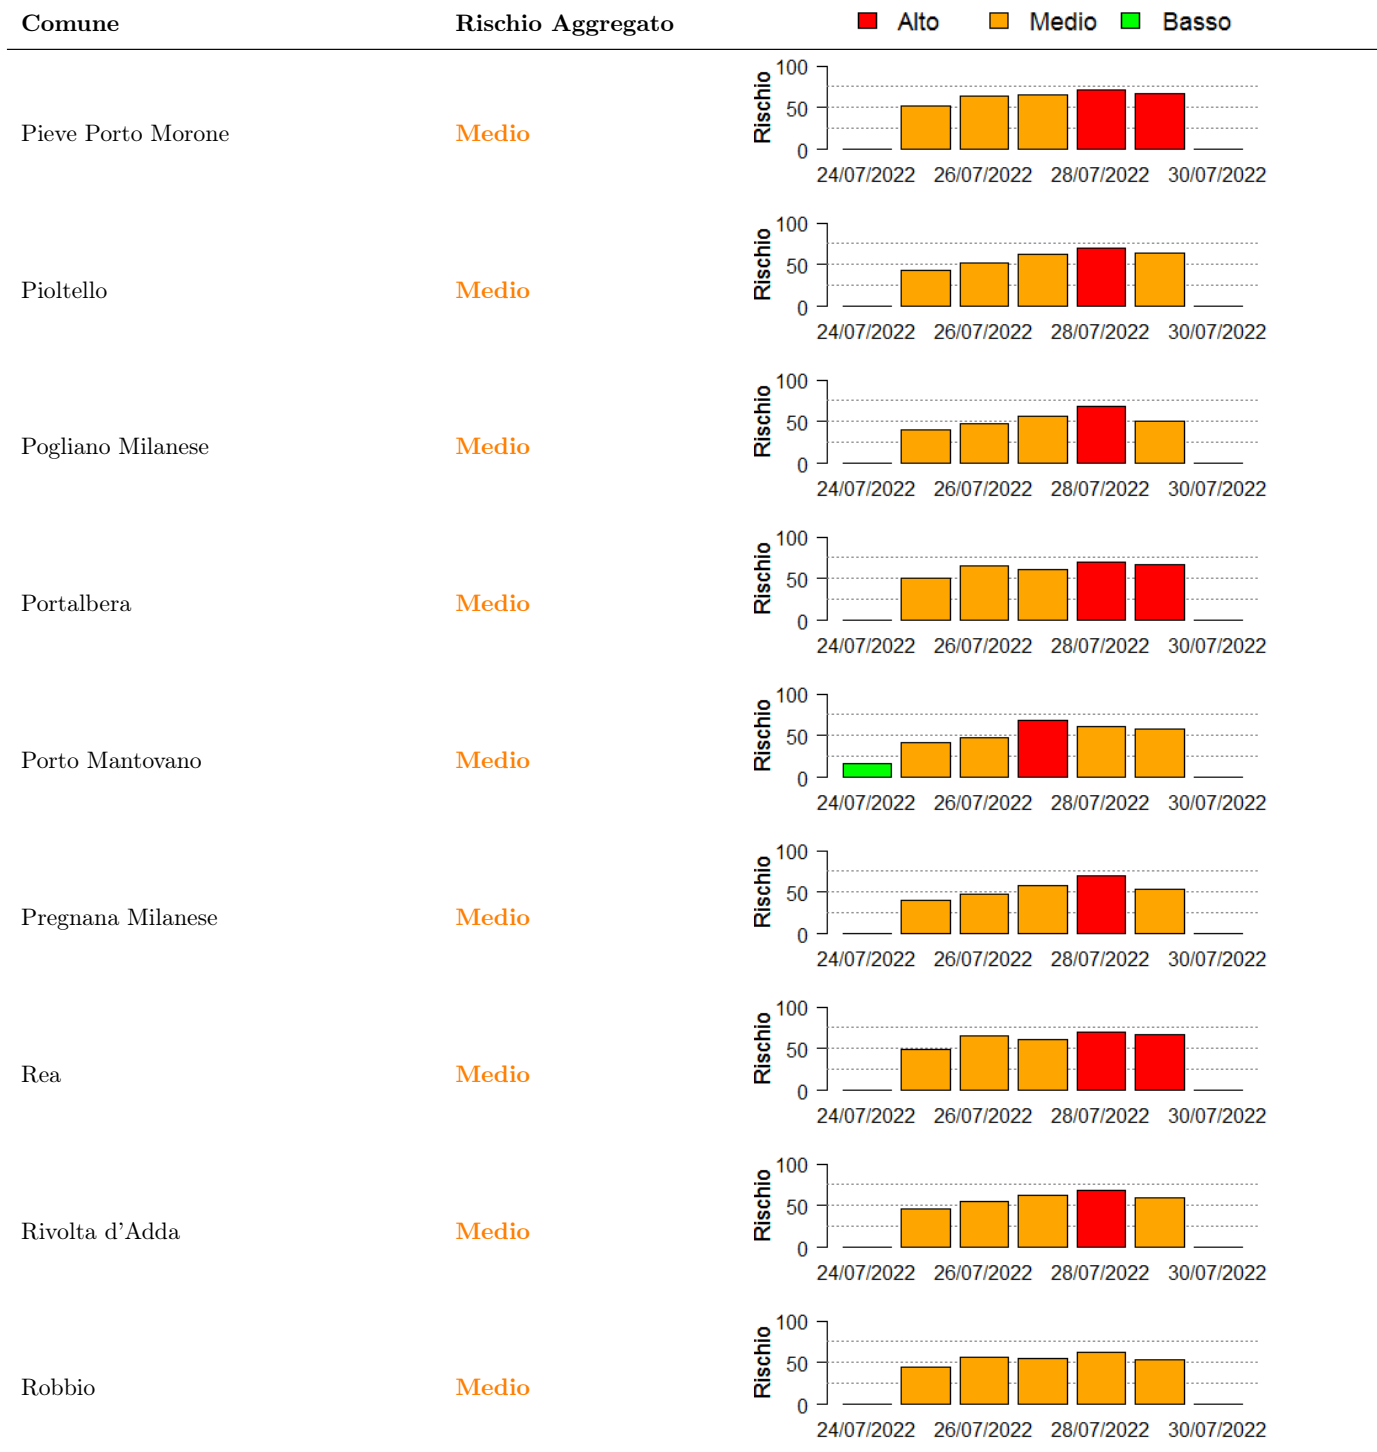 Comune Rischio Aggregato Alto Medio Basso
Pieve Porto Morone Medio Rischio 100 50 0
24/07/2022 26/07/2022 28/07/2022 30/07/2022
Pioltello Medio Rischio 100 50 0
24/07/2022 26/07/2022 28/07/2022 30/07/2022
Pogliano Milanese Medio Rischio 100 50 0
24/07/2022 26/07/2022 28/07/2022 30/07/2022
Portalbera Medio Rischio 100 50 0
24/07/2022 26/07/2022 28/07/2022 30/07/2022
Porto Mantovano Medio Rischio 100 50 0
24/07/2022 26/07/2022 28/07/2022 30/07/2022
Pregnana Milanese Medio Rischio 100 50 0
24/07/2022 26/07/2022 28/07/2022 30/07/2022
Rea Medio Rischio 100 50 0
24/07/2022 26/07/2022 28/07/2022 30/07/2022
Rivolta d'Adda Medio Rischio 100 50 0
24/07/2022 26/07/2022 28/07/2022 30/07/2022
Robbio Medio Rischio 100 50 0
24/07/2022 26/07/2022 28/07/2022 30/07/2022